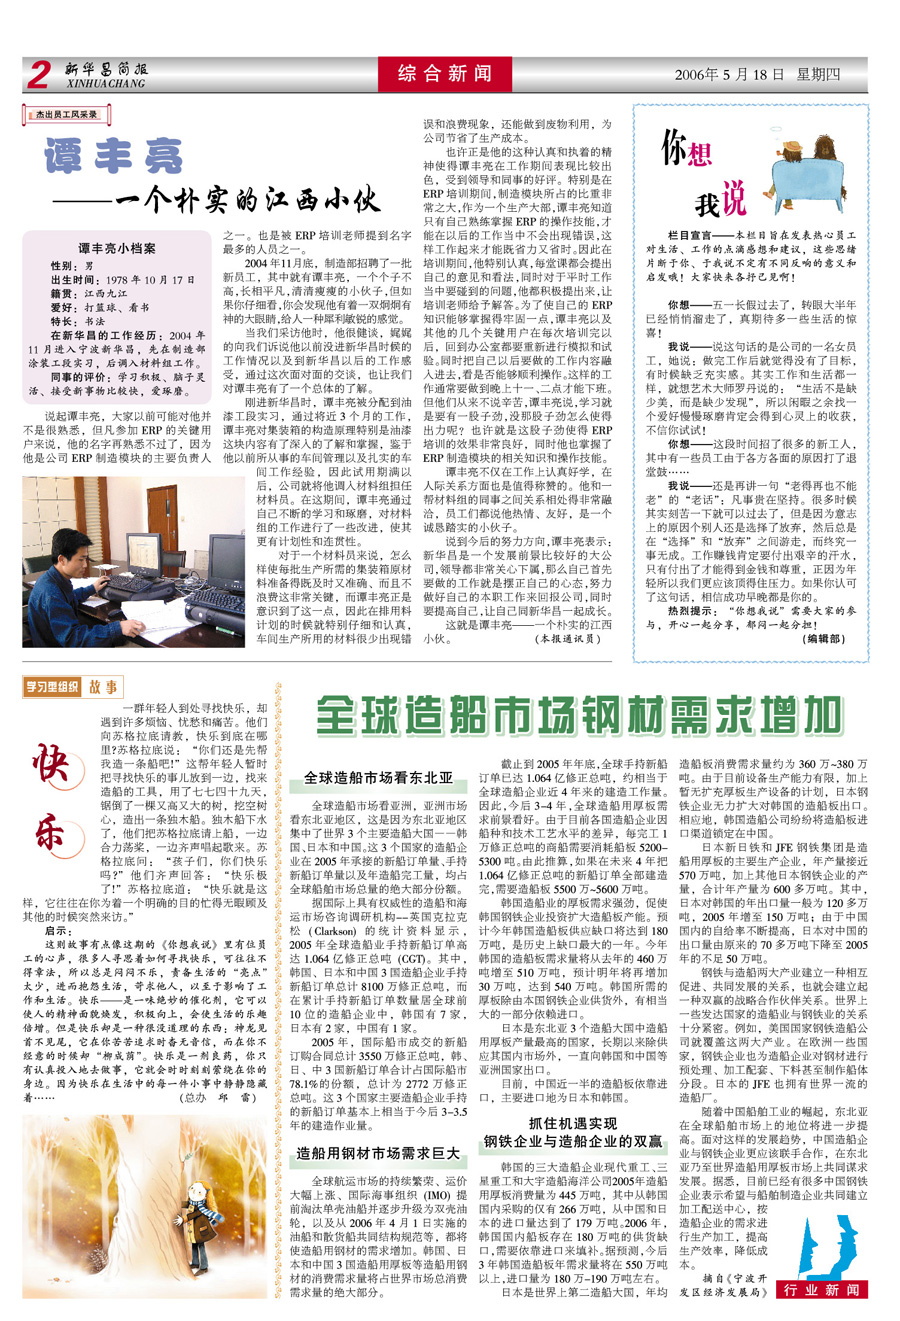 2
新华昌简报
XINHUACHANG
综合新闻
2006年5月18日 星期四
杰出员工风采录
谭丰亮
——一个朴实的江西小伙
谭丰亮小档案
性别：男
出生时间：1978年10月17日
籍贯：江西九江
爱好：打篮球、看书
特长：书法
在新华昌的工作经历：2004年
11月进入宁波新华昌，先在制造部
涂装工段实习，后调入材料组工作。
同事的评价：学习积极、脑子灵
活、接受新事物比较快，爱琢磨。
说起谭丰亮，大家以前可能对他并
不是很熟悉，但凡参加ERP的关键用
户来说，他的名字再熟悉不过了，因为
他是公司ERP制造模块的主要负责人
之一。也是被ERP培训老师提到名字
最多的人员之一。
2004年11月底，制造部招聘了一批
新员工，其中就有谭丰亮，一个个子不
高，长相平凡，清清瘦瘦的小伙子，但如
果你仔细看，你会发现他有着一双炯炯有
神的大眼睛，给人一种犀利敏锐的感觉。
当我们采访他时，他很健谈，娓娓
的向我们诉说他以前没进新华昌时候的
工作情况以及到新华昌以后的工作感
受，通过这次面对面的交谈，也让我们
对谭丰亮有了一个总体的了解。
刚进新华昌时，谭丰亮被分配到油
漆工段实习，通过将近3个月的工作，
谭丰亮对集装箱的构造原理特别是油漆
这块内容有了深入的了解和掌握，鉴于
他以前所从事的车间管理以及扎实的车
间工作经验，因此试用期满以
后，公司就将他调入材料组担任
材料员。在这期间，谭丰亮通过
自己不断的学习和琢磨，对材料
组的工作进行了一些改进，使其
更有计划性和连贯性。
对于一个材料员来说，怎么
样使每批生产所需的集装箱原材
料准备得既及时又准确、而且不
浪费这非常关键，而谭丰亮正是
意识到了这一点，因此在排用料
计划的时候就特别仔细和认真，
车间生产所用的材料很少出现错
误和浪费现象，还能做到废物利用，为
公司节省了生产成本。
也许正是他的这种认真和执着的精
神使得谭丰亮在工作期间表现比较出
色，受到领导和同事的好评。特别是在
ERP培训期间，制造模块所占的比重非
常之大，作为一个生产大部，谭丰亮知道
只有自己熟练掌握ERP的操作技能，才
能在以后的工作当中不会出现错误，这
样工作起来才能既省力又省时。因此在
培训期间，他特别认真，每堂课都会提出
自己的意见和看法，同时对于平时工作
当中要碰到的问题，他都积极提出来，让
培训老师给予解答。为了使自己的ERP
知识能够掌握得牢固一点，谭丰亮以及
其他的几个关键用户在每次培训完以
后，回到办公室都要重新进行模拟和试
验。同时把自己以后要做的工作内容融
入进去，看是否能够顺利操作。这样的工
作通常要做到晚上十一、二点才能下班。
但他们从来不说辛苦，谭丰亮说，学习就
是要有一股子劲，没那股子劲怎么使得
出力呢？也许就是这股子劲使得ERP
培训的效果非常良好，同时他也掌握了
ERP制造模块的相关知识和操作技能。
谭丰亮不仅在工作上认真好学，在
人际关系方面也是值得称赞的。他和一
帮材料组的同事之间关系相处得非常融
洽，员工们都说他热情、友好，是一个
诚恳踏实的小伙子。
说到今后的努力方向，谭丰亮表示：
新华昌是一个发展前景比较好的大公
司，领导都非常关心下属，那么自己首先
要做的工作就是摆正自己的心态，努力
做好自己的本职工作来回报公司，同时
要提高自己，让自己同新华昌一起成长。
这就是谭丰亮——一个朴实的江西
小伙。 （本报通讯员）
你想
我说
栏目宣言——本栏目旨在发表热心员工
对生活、工作的点滴感想和建议，这些思绪
片断于你、于我说不定有不同反响的意义和
启发哦！大家快来各抒己见啊！
你想——五一长假过去了，转眼大半年
已经悄悄溜走了，真期待多一些生活的惊
喜！
我说——说这句话的是公司的一名女员
工，她说：做完工作后就觉得没有了目标，
有时候缺乏充实感。其实工作和生活都一
样，就想艺术大师罗丹说的：“生活不是缺
少美，而是缺少发现”，所以闲暇之余找一
个爱好慢慢琢磨肯定会得到心灵上的收获，
不信你试试！
你想——这段时间招了很多的新工人，
其中有一些员工由于各方各面的原因打了退
堂鼓……
我说——还是再讲一句“老得再也不能
老”的“老话”：凡事贵在坚持。很多时候
其实刻苦一下就可以过去了，但是因为意志
上的原因个别人还是选择了放弃，然后总是
在“选择”和“放弃”之间游走，而终究一
事无成。工作赚钱肯定要付出艰辛的汗水，
只有付出了才能得到金钱和尊重，正因为年
轻所以我们更应该顶得住压力。如果你认可
了这句话，相信成功早晚都是你的。
热烈提示：“你想我说”需要大家的参
与，开心一起分享，郁闷一起分担！
（编辑部）
学习型组织 故事
快乐
一群年轻人到处寻找快乐，却
遇到许多烦恼、忧愁和痛苦。他们
向苏格拉底请教，快乐到底在哪
里？苏格拉底说：“你们还是先帮
我造一条船吧！”这帮年轻人暂时
把寻找快乐的事儿放到一边，找来
造船的工具，用了七七四十九天，
锯倒了一棵又高又大的树，挖空树
心，造出一条独木船。独木船下水
了，他们把苏格拉底请上船，一边
合力荡桨，一边齐声唱起歌来。苏
格拉底问：“孩子们，你们快乐
吗？”他们齐声回答：“快乐极
了！”苏格拉底道：“快乐就是这
样，它往往在你为着一个明确的目的忙得无暇顾及
其他的时候突然来访。”
启示：
这则故事有点像这期的《你想我说》里有位员
工的心声，很多人寻思着如何寻找快乐，可往往不
得章法，所以总是闷闷不乐，责备生活的“亮点”
太少，进而抱怨生活，苛求他人，以至于影响了工
作和生活。快乐——是一味绝妙的催化剂，它可以
使人的精神面貌焕发，积极向上，会使生活的乐趣
倍增。但是快乐却是一种很没道理的东西；神龙见
首不见尾，它在你苦苦追求时杳无音信，而在你不
经意的时候却“柳成荫”。快乐是一剂良药，你只
有认真投入地去做事，它就会时时刻刻萦绕在你的
身边。因为快乐在生活中的每一件小事中静静隐藏
着…… （总办 邱 雷）
全球造船市场钢材需求增加
全球造船市场看东北亚
全球造船市场看亚洲，亚洲市场
看东北亚地区，这是因为东北亚地区
集中了世界3个主要造船大国——韩
国、日本和中国。这3个国家的造船企
业在2005年承接的新船订单量、手持
新船订单量以及年造船完工量，均占
全球船舶市场总量的绝大部分份额。
据国际上具有权威性的造船和海
运市场咨询调研机构——英国克拉克
松（Clarkson）的统计资料显示，
2005年全球造船业手持新船订单高
达1.064亿修正总吨（CGT）。其中，
韩国、日本和中国3国造船企业手持
新船订单总计8100万修正总吨，而
在累计手持新船订单数量居全球前
10位的造船企业中，韩国有7家，
日本有2家，中国有1家。
2005年，国际船市成交的新船
订购合同总计3550万修正总吨，韩、
日、中3国新船订单合计占国际船市
78.1%的份额，总计为2772万修正
总吨。这3个国家主要造船企业手持
的新船订单基本上相当于今后3-3.5
年的建造作业量。
造船用钢材市场需求巨大
全球航运市场的持续繁荣、运价
大幅上涨、国际海事组织（IMO）提
前淘汰单壳油船并逐步升级为双壳油
轮，以及从2006年4月1日实施的
油船和散货船共同结构规范等，都将
使造船用钢材的需求增加。韩国、日
本和中国3国造船用厚板等造船用钢
材的消费需求量将占世界市场总消费
需求量的绝大部分。
截止到2005年年底，全球手持新船
订单已达1.064亿修正总吨，约相当于
全球造船企业近4年来的建造工作量。
因此，今后3-4年，全球造船用厚板需
求前景看好。由于目前各国造船企业因
船种和技术工艺水平的差异，每完工1
万修正总吨的商船需要消耗船板5200-
5300吨。由此推算，如果在未来4年把
1.064亿修正总吨的新船订单全部建造
完，需要造船板5500万~5600万吨。
韩国造船业的厚板需求强劲，促使
韩国钢铁企业投资扩大造船板产能。预
计今年韩国造船板供应缺口将达到180
万吨，是历史上缺口最大的一年。今年
韩国的造船板需求量将从去年的460万
吨增至510万吨，预计明年将再增加
30万吨，达到540万吨。韩国所需的
厚板除由本国钢铁企业供货外，有相当
大的一部分依赖进口。
日本是东北亚3个造船大国中造船
用厚板产量最高的国家，长期以来除供
应其国内市场外，一直向韩国和中国等
亚洲国家出口。
目前，中国近一半的造船板依靠进
口，主要进口地为日本和韩国。
抓住机遇实现
钢铁企业与造船企业的双赢
韩国的三大造船企业现代重工、三
星重工和大宇造船海洋公司2005年造船
用厚板消费量为445万吨，其中从韩国
国内采购的仅有266万吨，从中国和日
本的进口量达到了179万吨。2006年，
韩国国内船板存在180万吨的供货缺
口，需要依靠进口来填补。据预测，今后
3年韩国造船板年需求量将在550万吨
以上，进口量为180万-190万吨左右。
日本是世界上第二造船大国，年均
造船板消费需求量约为360万~380万
吨。由于目前设备生产能力有限，加上
暂无扩充厚板生产设备的计划，日本钢
铁企业无力扩大对韩国的造船板出口。
相应地，韩国造船公司纷纷将造船板进
口渠道锁定在中国。
日本新日铁和JFE钢铁集团是造
船用厚板的主要生产企业，年产量接近
570万吨，加上其他日本钢铁企业的产
量，合计年产量为600多万吨。其中，
日本对韩国的年出口量一般为120多万
吨，2005年增至150万吨；由于中国
国内的自给率不断提高，日本对中国的
出口量由原来的70多万吨下降至2005
年的不足50万吨。
钢铁与造船两大产业建立一种相互
促进、共同发展的关系，也就会建立起
一种双赢的战略合作伙伴关系。世界上
一些发达国家的造船业与钢铁业的关系
十分紧密。例如，美国国家钢铁造船公
司就覆盖这两大产业。在欧洲一些国
家，钢铁企业也为造船企业对钢材进行
预处理、加工配套、下料甚至制作船体
分段。日本的JFE也拥有世界一流的
造船厂。
随着中国船舶工业的崛起，东北亚
在全球船舶市场上的地位将进一步提
高。面对这样的发展趋势，中国造船企
业与钢铁企业更应该联手合作，在东北
亚乃至世界造船用厚板市场上共同谋求
发展。据悉，目前已经有很多中国钢铁
企业表示希望与船舶制造企业共同建立
加工配送中心，按
造船企业的需求进
行生产加工，提高
生产效率，降低成
本。
摘自《宁波开
发区经济发展局》
行业新闻